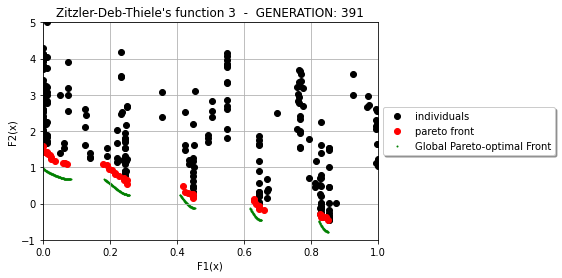 Zitzler-Deb-Thiele's function 3 - GENERATION: 391
5
4
3
2
1
0
−1
F2(x)
0.0 0.2 0.4 0.6 0.8 1.0
F1(x)
individuals
pareto front
Global Pareto-optimal Front